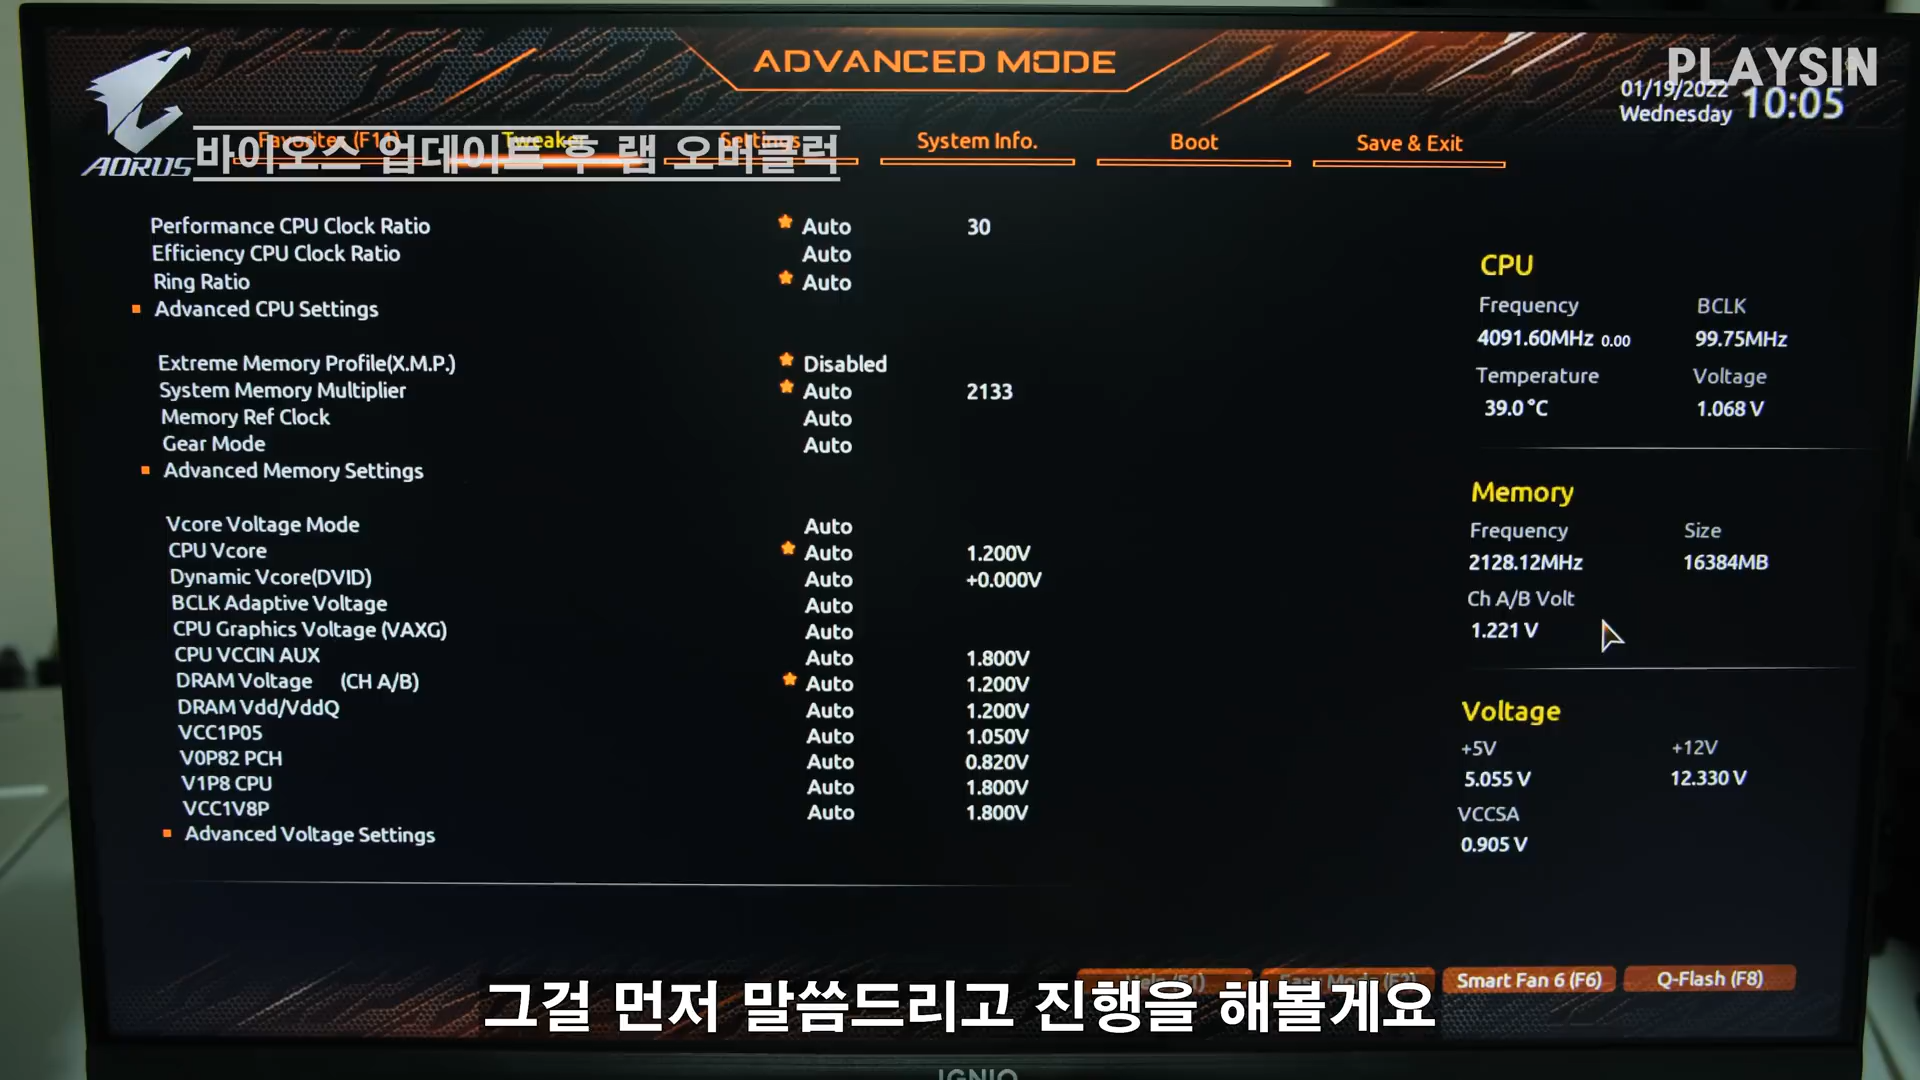 ADVANCED MODE
PLAYSIN
01/19/2022
Wednesday
10:05
AORUS
Favorites (F11)
Tweaker
Settings
System Info.
Boot
Save & Exit
바이오스 업데이트 후 램 오버클럭
Performance CPU Clock Ratio Auto 30
Efficiency CPU Clock Ratio Auto
Ring Ratio Auto
Advanced CPU Settings
Extreme Memory Profile(X.M.P.) Disabled
System Memory Multiplier Auto 2133
Memory Ref Clock Auto
Gear Mode Auto
Advanced Memory Settings
Vcore Voltage Mode Auto
CPU Vcore Auto 1.200V
Dynamic Vcore(DVID) Auto +0.000V
BCLK Adaptive Voltage Auto
CPU Graphics Voltage (VAXG) Auto
CPU VCCIN AUX Auto 1.800V
DRAM Voltage (CH A/B) Auto 1.200V
DRAM Vdd/VddQ Auto 1.200V
VCC1P05 Auto 1.050V
V0P82 PCH Auto 0.820V
V1P8 CPU Auto 1.800V
VCC1V8P Auto 1.800V
Advanced Voltage Settings
CPU
Frequency BCLK
4091.60MHz 0.00 99.75MHz
Temperature Voltage
39.0 °C 1.068 V
Memory
Frequency Size
2128.12MHz 16384MB
Ch A/B Volt
1.221 V
Voltage
+5V +12V
5.055 V 12.330 V
VCCSA
0.905 V
Help (F1)
Easy Mode (F2)
Smart Fan 6 (F6)
Q-Flash (F8)
그걸 먼저 말씀드리고 진행을 해볼게요